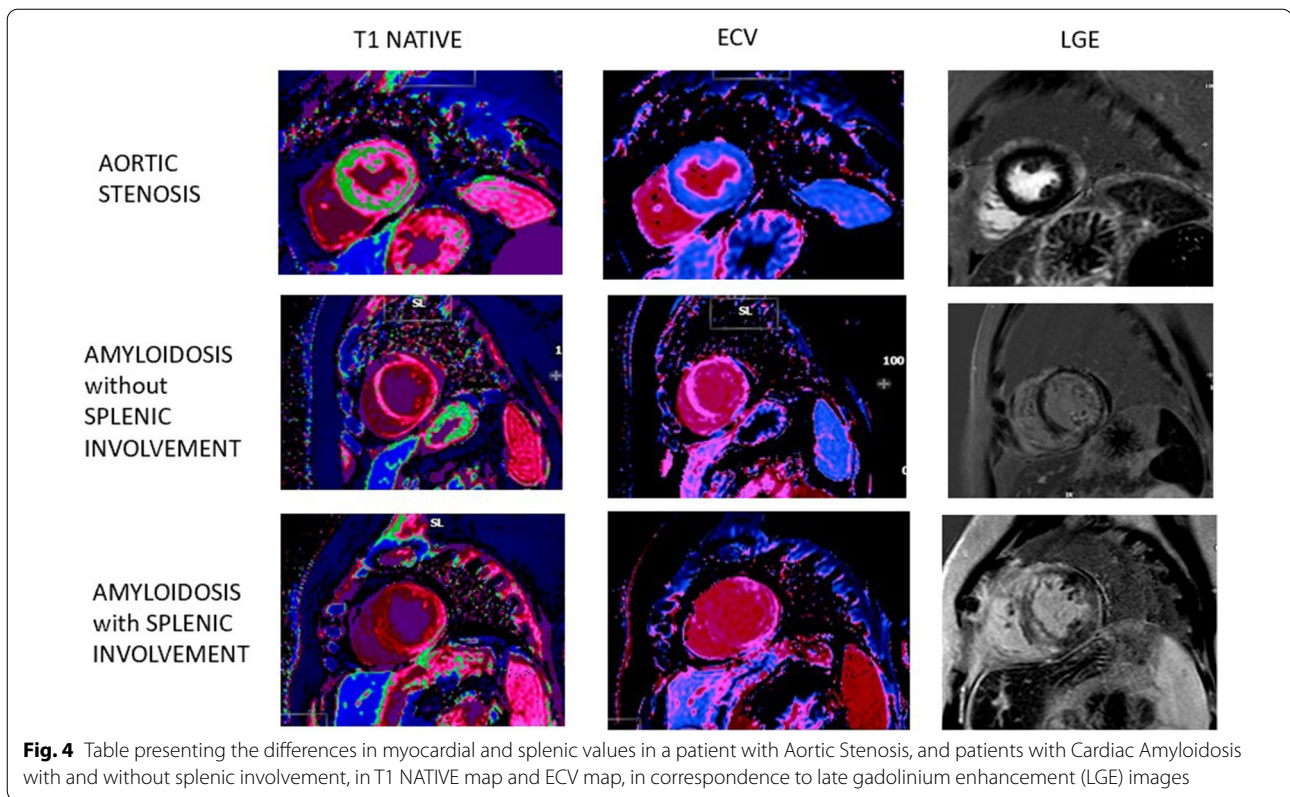 T1 NATIVE ECV LGE
AORTIC
STENOSIS
SL SL
AMYLOIDOSIS
without
SPLENIC
INVOLVEMENT
1
100
0
SL
AMYLOIDOSIS
with SPLENIC
INVOLVEMENT
Fig. 4 Table presenting the differences in myocardial and splenic values in a patient with Aortic Stenosis, and patients with Cardiac Amyloidosis
with and without splenic involvement, in T1 NATIVE map and ECV map, in correspondence to late gadolinium enhancement (LGE) images